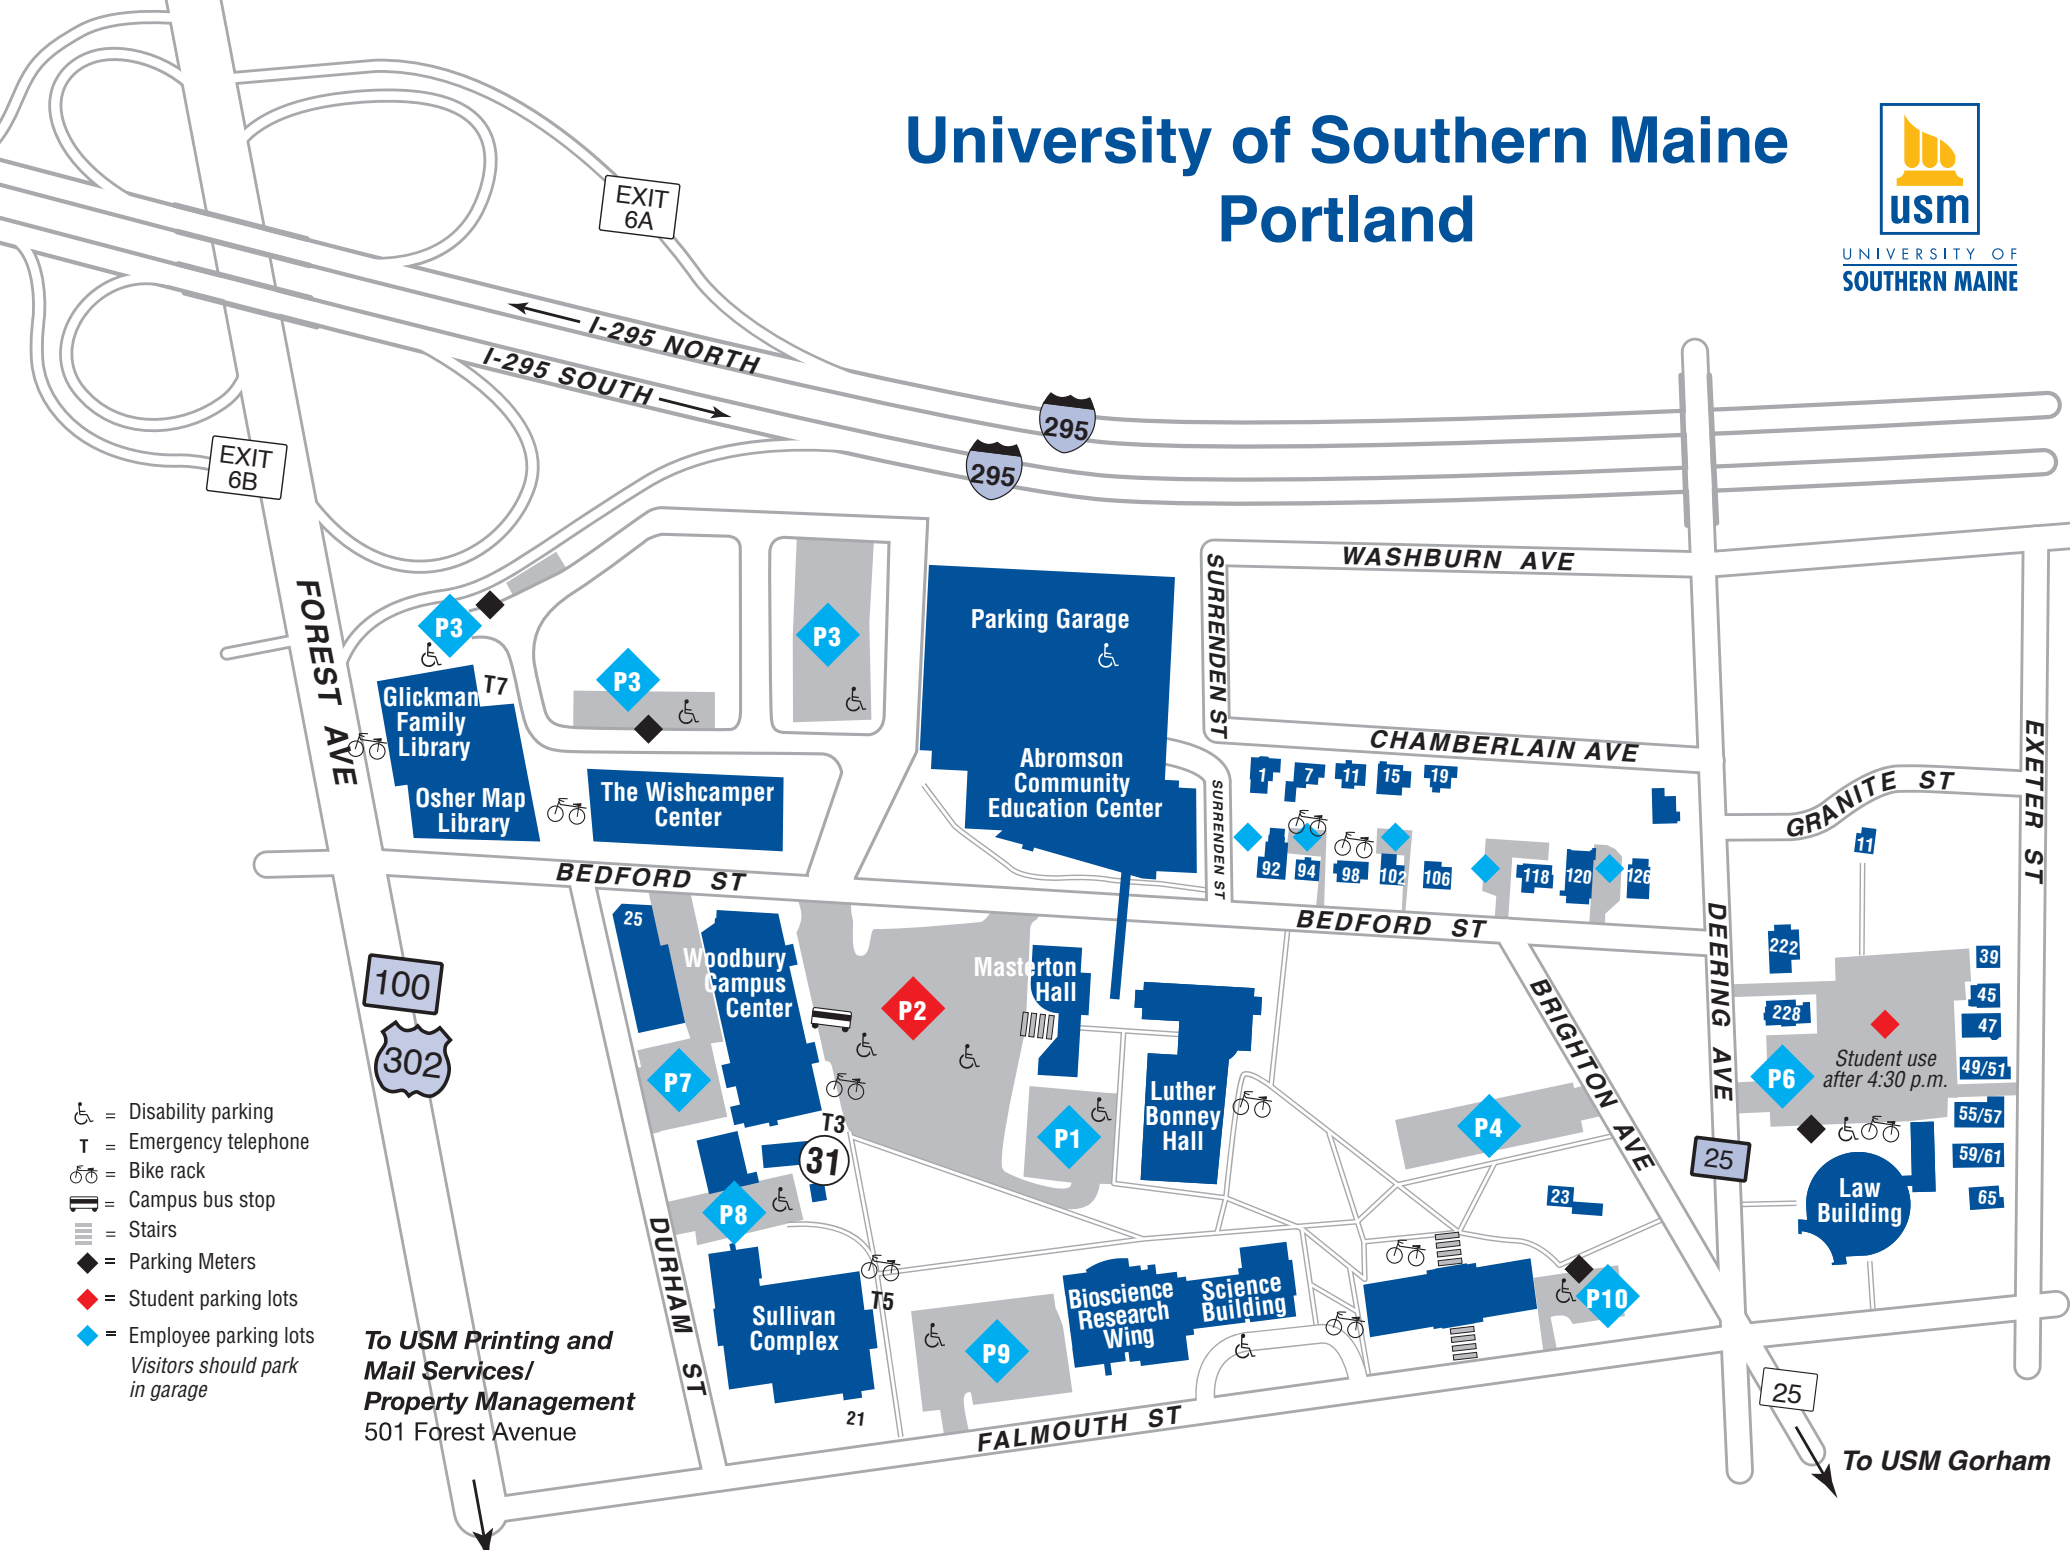 University of Southern Maine
Portland
usm
UNIVERSITY OF
SOUTHERN MAINE
EXIT
6A
I-295 NORTH
I-295 SOUTH
295
295
EXIT
6B
WASHBURN AVE
SURRENDEN ST
FOREST AVE
P3
P3
P3
T7
Parking Garage
Glickman
Family
Library
Osher Map
Library
The Wishcamper
Center
Abromson
Community
Education Center
CHAMBERLAIN AVE
SURRENDEN ST
1
7
11
15
19
GRANITE ST
EXETER ST
11
92
94
98
102
106
118
120
126
BEDFORD ST
BEDFORD ST
DEERING AVE
BRIGHTON AVE
25
Woodbury
Campus
Center
P2
Masterton
Hall
222
228
39
45
47
49/51
55/57
59/61
65
Student use
after 4:30 p.m.
P6
100
302
P7
T3
31
P1
Luther
Bonney
Hall
P4
25
Law
Building
23
P8
DURHAM ST
T5
Sullivan
Complex
21
P9
Bioscience
Research
Wing
Science
Building
P10
FALMOUTH ST
25
To USM Gorham
= Disability parking
T = Emergency telephone
= Bike rack
= Campus bus stop
= Stairs
= Parking Meters
= Student parking lots
= Employee parking lots
Visitors should park
in garage
To USM Printing and
Mail Services/
Property Management
501 Forest Avenue